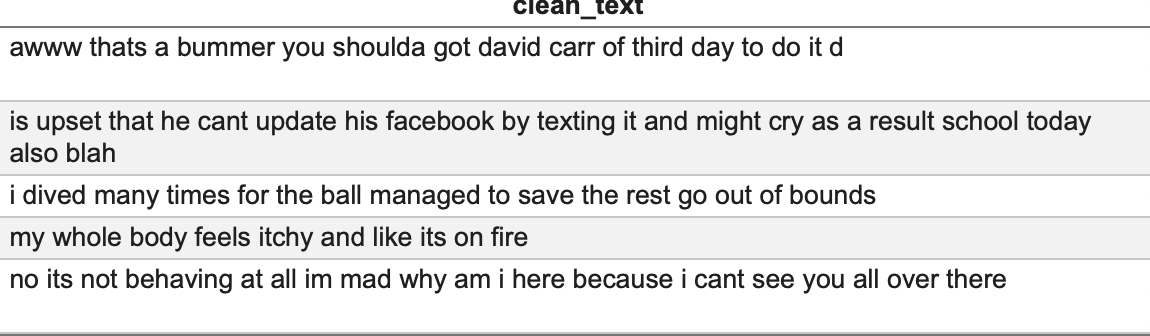 clean_text
awww thats a bummer you shoulda got david carr of third day to do it d
is upset that he cant update his facebook by texting it and might cry as a result school today
also blah
i dived many times for the ball managed to save the rest go out of bounds
my whole body feels itchy and like its on fire
no its not behaving at all im mad why am i here because i cant see you all over there